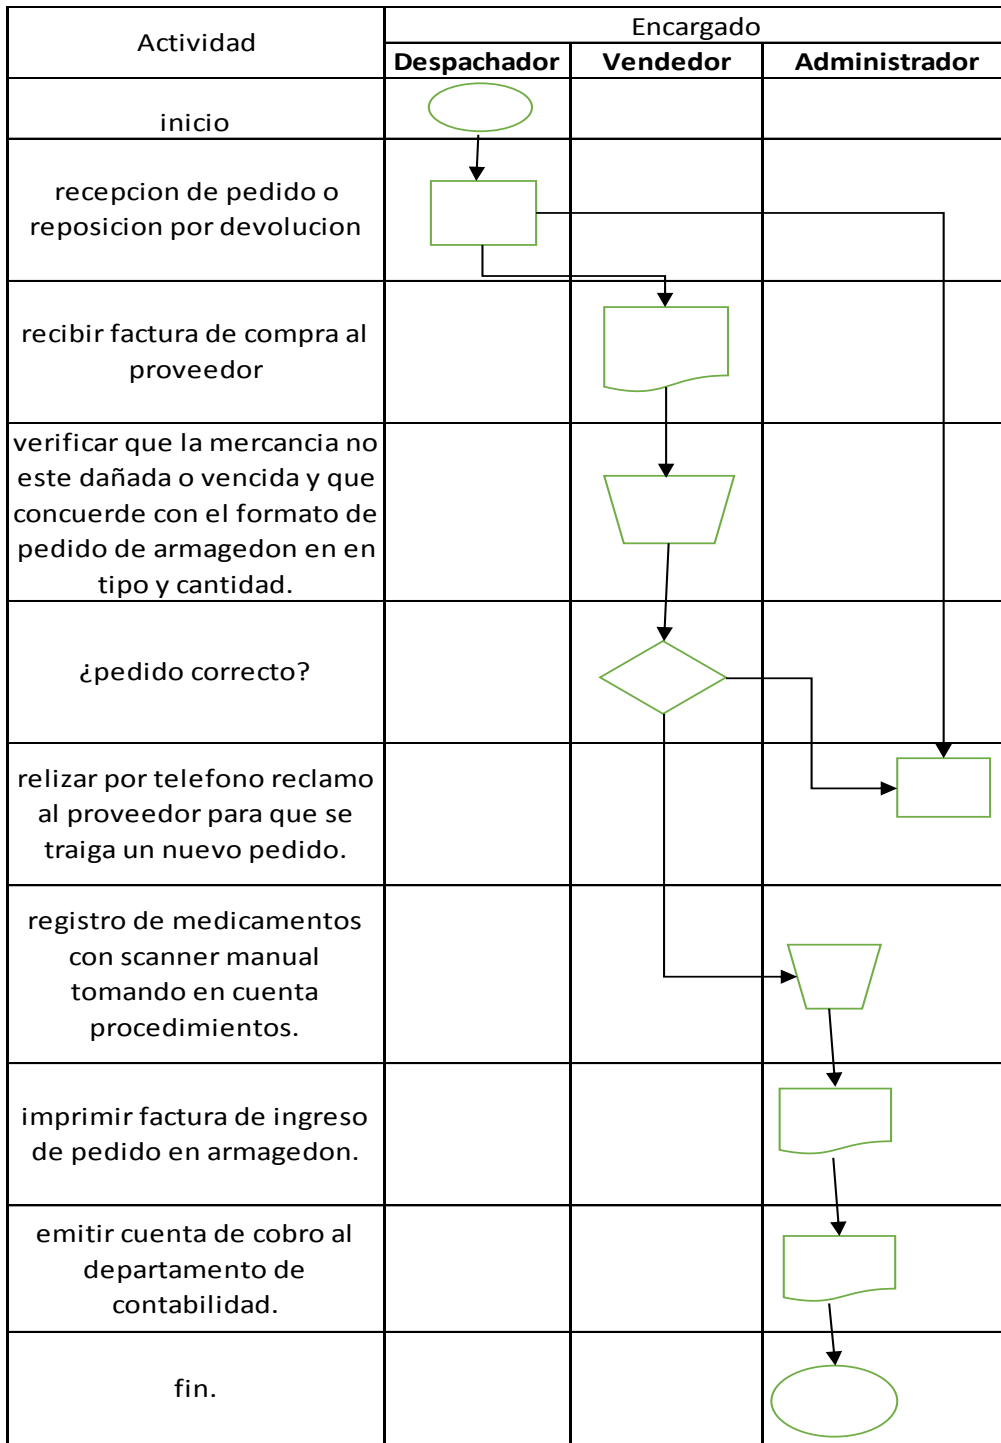 Actividad
Encargado
Despachador
Vendedor
Administrador
inicio
recepcion de pedido o
reposicion por devolucion
recibir factura de compra al
proveedor
verificar que la mercancia no
este dañada o vencida y que
concuerde con el formato de
pedido de armagedon en en
tipo y cantidad.
¿pedido correcto?
relizar por telefono reclamo
al proveedor para que se
traiga un nuevo pedido.
registro de medicamentos
con scanner manual
tomando en cuenta
procedimientos.
imprimir factura de ingreso
de pedido en armagedon.
emitir cuenta de cobro al
departamento de
contabilidad.
fin.